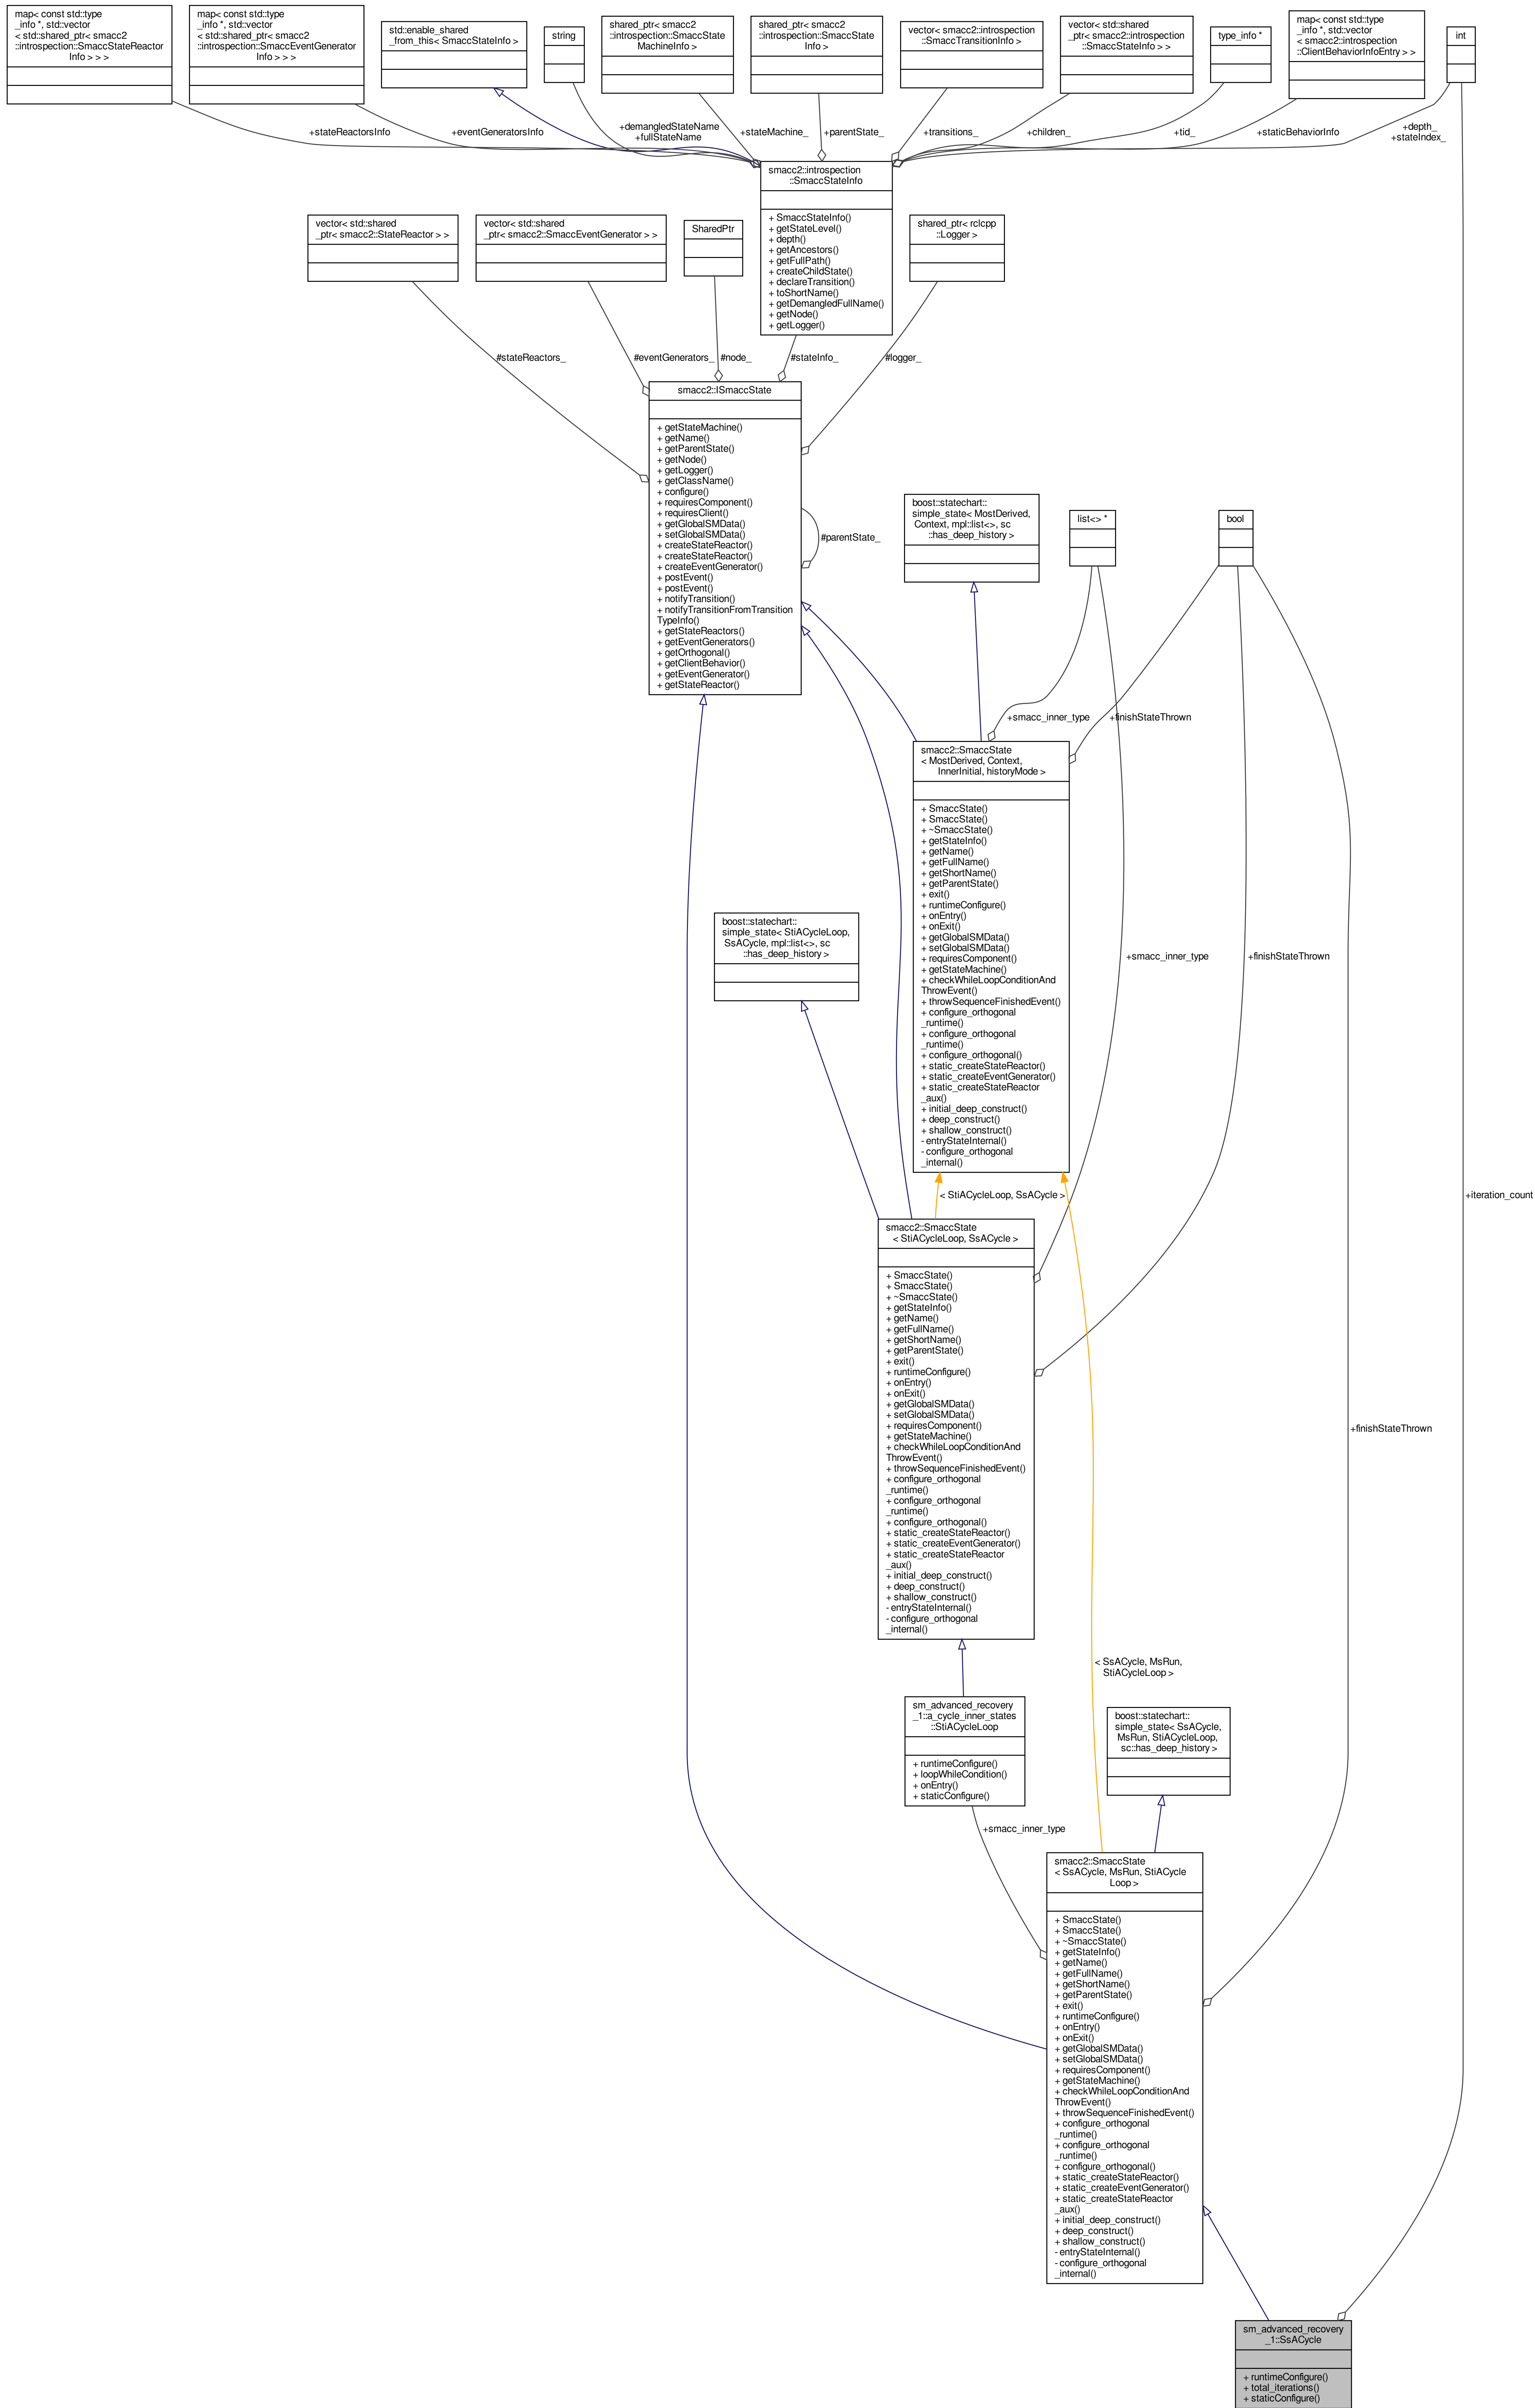 map< const std::type
_info *, std::vector
< std::shared_ptr< smacc2
::introspection::SmaccStateReactor
Info > > >
map< const std::type
_info *, std::vector
< std::shared_ptr< smacc2
::introspection::SmaccEventGenerator
Info > > >
std::enable_shared
_from_this< SmaccStateInfo >
string
shared_ptr< smacc2
::introspection::SmaccState
MachineInfo >
shared_ptr< smacc2
::introspection::SmaccState
Info >
vector< smacc2::introspection
::SmaccTransitionInfo >
vector< std::shared
_ptr< smacc2::introspection
::SmaccStateInfo > >
type_info *
map< const std::type
_info *, std::vector
< smacc2::introspection
::ClientBehaviorInfoEntry > >
int
+stateReactorsInfo
+eventGeneratorsInfo
+demangledStateName
+fullStateName
+stateMachine_
+parentState_
+transitions_
+children_
+tid_
+staticBehaviorInfo
+depth_
+stateIndex_
smacc2::introspection
::SmaccStateInfo
+ SmaccStateInfo()
+ getStateLevel()
+ depth()
+ getAncestors()
+ getFullPath()
+ createChildState()
+ declareTransition()
+ toShortName()
+ getDemangledFullName()
+ getNode()
+ getLogger()
vector< std::shared
_ptr< smacc2::StateReactor > >
vector< std::shared
_ptr< smacc2::SmaccEventGenerator > >
SharedPtr
shared_ptr< rclcpp
::Logger >
#stateReactors_
#eventGenerators_
#node_
#stateInfo_
#logger_
smacc2::ISmaccState
+ getStateMachine()
+ getName()
+ getParentState()
+ getNode()
+ getLogger()
+ getClassName()
+ configure()
+ requiresComponent()
+ requiresClient()
+ getGlobalSMData()
+ setGlobalSMData()
+ createStateReactor()
+ createStateReactor()
+ createEventGenerator()
+ postEvent()
+ postEvent()
+ notifyTransition()
+ notifyTransitionFromTransition
TypeInfo()
+ getStateReactors()
+ getEventGenerators()
+ getOrthogonal()
+ getClientBehavior()
+ getEventGenerator()
+ getStateReactor()
#parentState_
boost::statechart::
simple_state< MostDerived,
Context, mpl::list<>, sc
::has_deep_history >
list<> *
bool
+smacc_inner_type
+finishStateThrown
smacc2::SmaccState
< MostDerived, Context,
InnerInitial, historyMode >
+ SmaccState()
+ SmaccState()
+ ~SmaccState()
+ getStateInfo()
+ getName()
+ getFullName()
+ getShortName()
+ getParentState()
+ exit()
+ runtimeConfigure()
+ onEntry()
+ onExit()
+ getGlobalSMData()
+ setGlobalSMData()
+ requiresComponent()
+ getStateMachine()
+ checkWhileLoopConditionAnd
ThrowEvent()
+ throwSequenceFinishedEvent()
+ configure_orthogonal
_runtime()
+ configure_orthogonal
_runtime()
+ configure_orthogonal()
+ static_createStateReactor()
+ static_createEventGenerator()
+ static_createStateReactor
_aux()
+ initial_deep_construct()
+ deep_construct()
+ shallow_construct()
- entryStateInternal()
- configure_orthogonal
_internal()
boost::statechart::
simple_state< StiACycleLoop,
SsACycle, mpl::list<>, sc
::has_deep_history >
+smacc_inner_type
+finishStateThrown
< StiACycleLoop, SsACycle >
+iteration_count
smacc2::SmaccState
< StiACycleLoop, SsACycle >
+ SmaccState()
+ SmaccState()
+ ~SmaccState()
+ getStateInfo()
+ getName()
+ getFullName()
+ getShortName()
+ getParentState()
+ exit()
+ runtimeConfigure()
+ onEntry()
+ onExit()
+ getGlobalSMData()
+ setGlobalSMData()
+ requiresComponent()
+ getStateMachine()
+ checkWhileLoopConditionAnd
ThrowEvent()
+ throwSequenceFinishedEvent()
+ configure_orthogonal
_runtime()
+ configure_orthogonal
_runtime()
+ configure_orthogonal()
+ static_createStateReactor()
+ static_createEventGenerator()
+ static_createStateReactor
_aux()
+ initial_deep_construct()
+ deep_construct()
+ shallow_construct()
- entryStateInternal()
- configure_orthogonal
_internal()
+finishStateThrown
< SsACycle, MsRun,
StiACycleLoop >
sm_advanced_recovery
_1::a_cycle_inner_states
::StiACycleLoop
+ runtimeConfigure()
+ loopWhileCondition()
+ onEntry()
+ staticConfigure()
boost::statechart::
simple_state< SsACycle,
MsRun, StiACycleLoop,
sc::has_deep_history >
+smacc_inner_type
smacc2::SmaccState
< SsACycle, MsRun, StiACycle
Loop >
+ SmaccState()
+ SmaccState()
+ ~SmaccState()
+ getStateInfo()
+ getName()
+ getFullName()
+ getShortName()
+ getParentState()
+ exit()
+ runtimeConfigure()
+ onEntry()
+ onExit()
+ getGlobalSMData()
+ setGlobalSMData()
+ requiresComponent()
+ getStateMachine()
+ checkWhileLoopConditionAnd
ThrowEvent()
+ throwSequenceFinishedEvent()
+ configure_orthogonal
_runtime()
+ configure_orthogonal
_runtime()
+ configure_orthogonal()
+ static_createStateReactor()
+ static_createEventGenerator()
+ static_createStateReactor
_aux()
+ initial_deep_construct()
+ deep_construct()
+ shallow_construct()
- entryStateInternal()
- configure_orthogonal
_internal()
sm_advanced_recovery
_1::SsACycle
+ runtimeConfigure()
+ total_iterations()
+ staticConfigure()